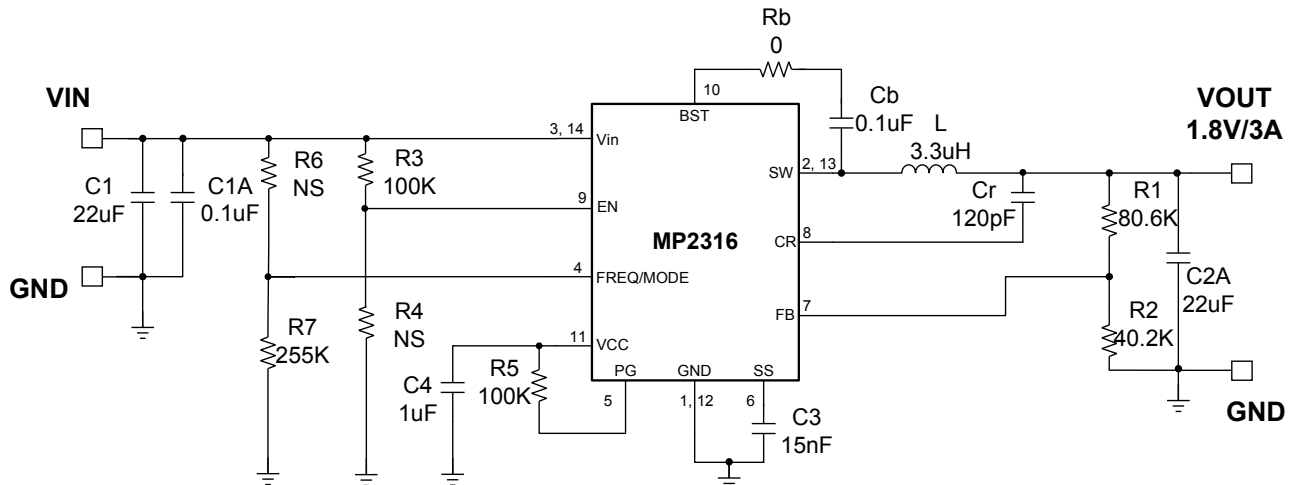 Rb
0
10
BST
VIN
Cb
0.1uF
L
3.3uH
VOUT
1.8V/3A
3, 14
Vin
R6
NS
R3
100K
C1
22uF
C1A
0.1uF
SW
2, 13
Cr
120pF
R1
80.6K
9
EN
MP2316
CR
8
GND
4
FREQ/MODE
C2A
22uF
FB
7
R7
255K
R4
NS
R2
40.2K
11
VCC
R5
100K
C4
1uF
PG
GND
SS
5
1, 12
6
C3
15nF
GND